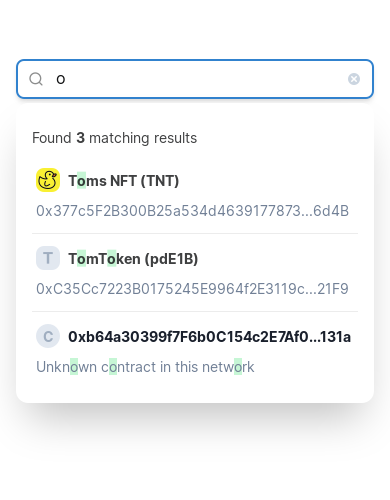 o
Found 3 matching results
Toms NFT (TNT)
0x377c5F2B300B25a534d4639177873...6d4B
T
TomToken (pdE1B)
0xC35Cc7223B0175245E9964f2E3119c...21F9
C
0xb64a30399f7F6b0C154c2E7Af0...131a
Unknown contract in this network